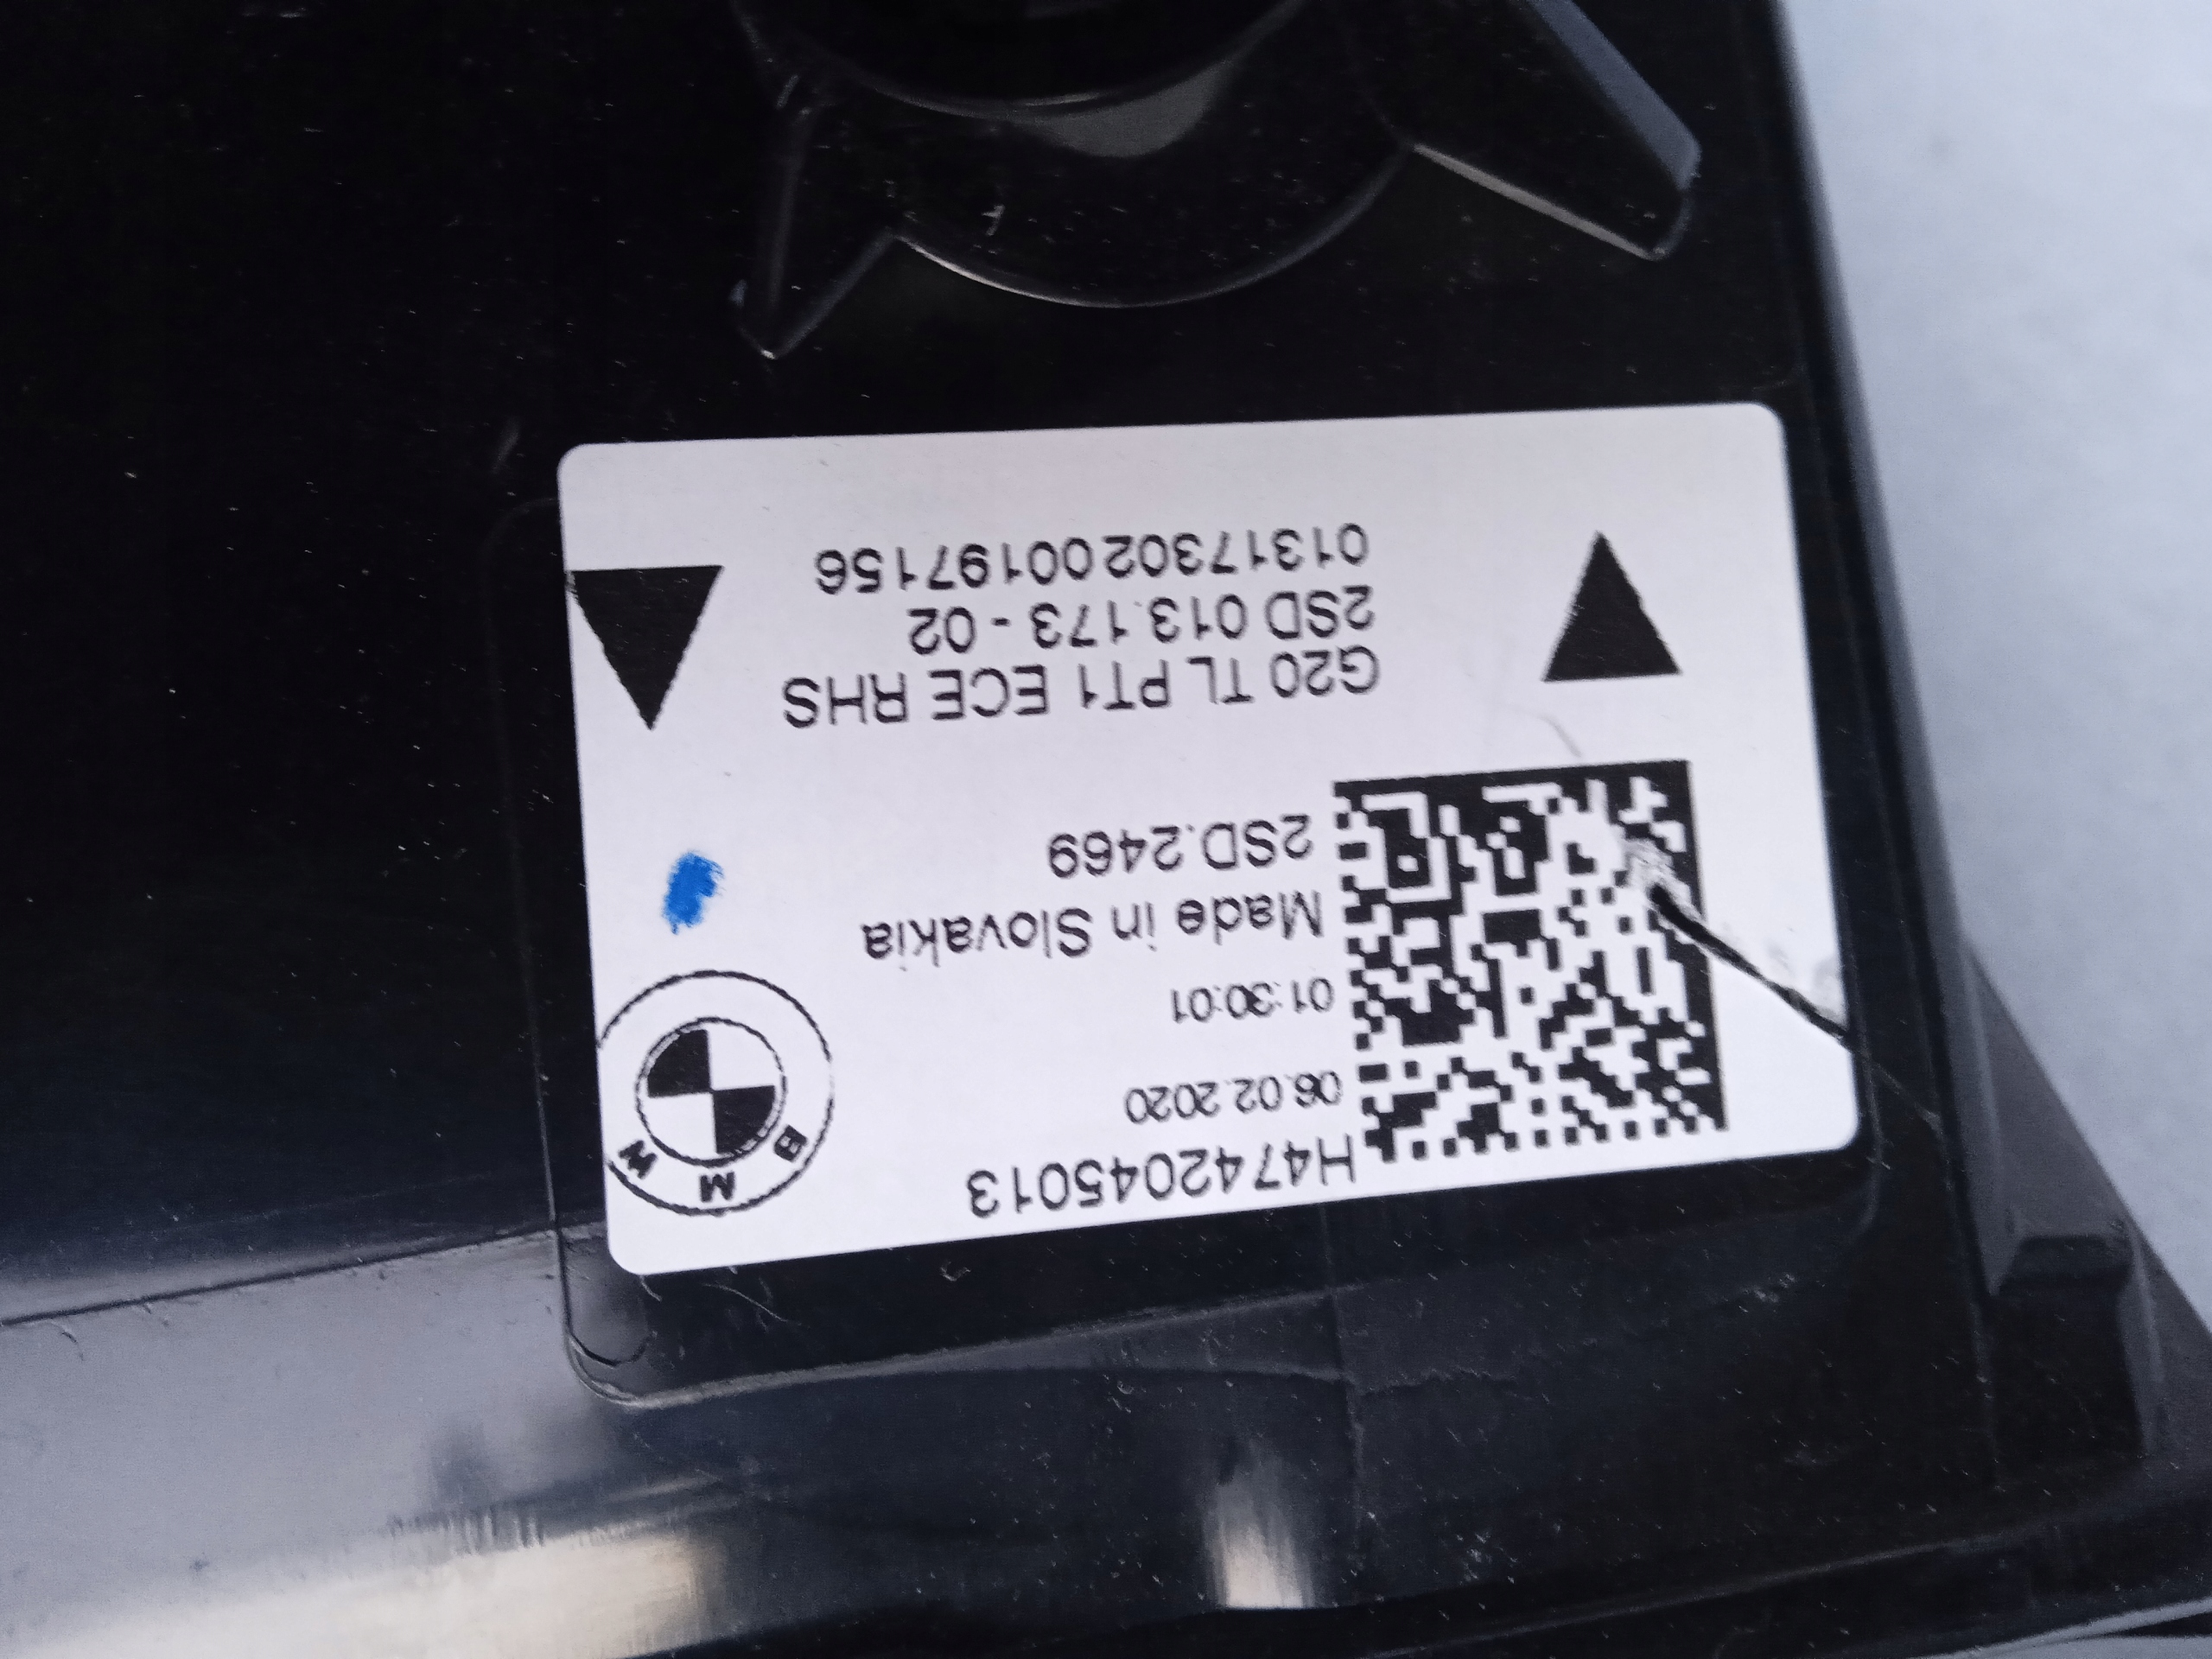 H4742045013
06.02.2020
01:30:01
Made in Slovakia
2SD.2469
G20 TL PT1 ECE RHS
2SD 013.173 - 02
0131730200197156
BMW